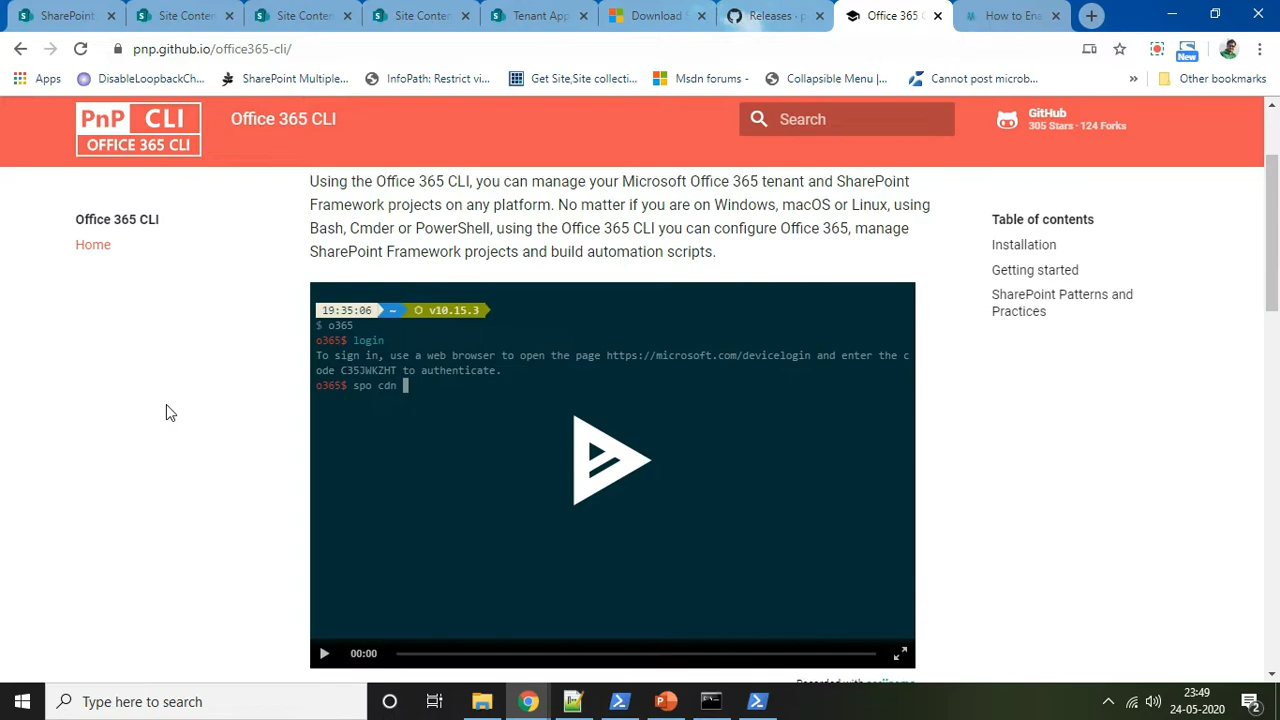 SharePoint
Site Conten
Site Conten
Site Conten
Tenant App
Download S
Releases · p
Office 365 C
How to Ena
pnp.github.io/office365-cli/
New
Apps
DisableLoopbackCh...
SharePoint Multiple...
InfoPath: Restrict vi...
Get Site,Site collecti...
Msdn forums -
Collapsible Menu |...
Cannot post microb...
»
Other bookmarks
PnP CLI
OFFICE 365 CLI
Office 365 CLI
Search
GitHub
305 Stars · 124 Forks
Using the Office 365 CLI, you can manage your Microsoft Office 365 tenant and SharePoint
Framework projects on any platform. No matter if you are on Windows, macOS or Linux, using
Bash, Cmder or PowerShell, using the Office 365 CLI you can configure Office 365, manage
SharePoint Framework projects and build automation scripts.
Office 365 CLI
Home
Table of contents
Installation
Getting started
SharePoint Patterns and
Practices
19:35:06 ~ v10.15.3
$ o365
o365$ login
To sign in, use a web browser to open the page https://microsoft.com/devicelogin and enter the c
ode C35JWKZHT to authenticate.
o365$ spo cdn
00:00
Type here to search
23:49
24-05-2020
2